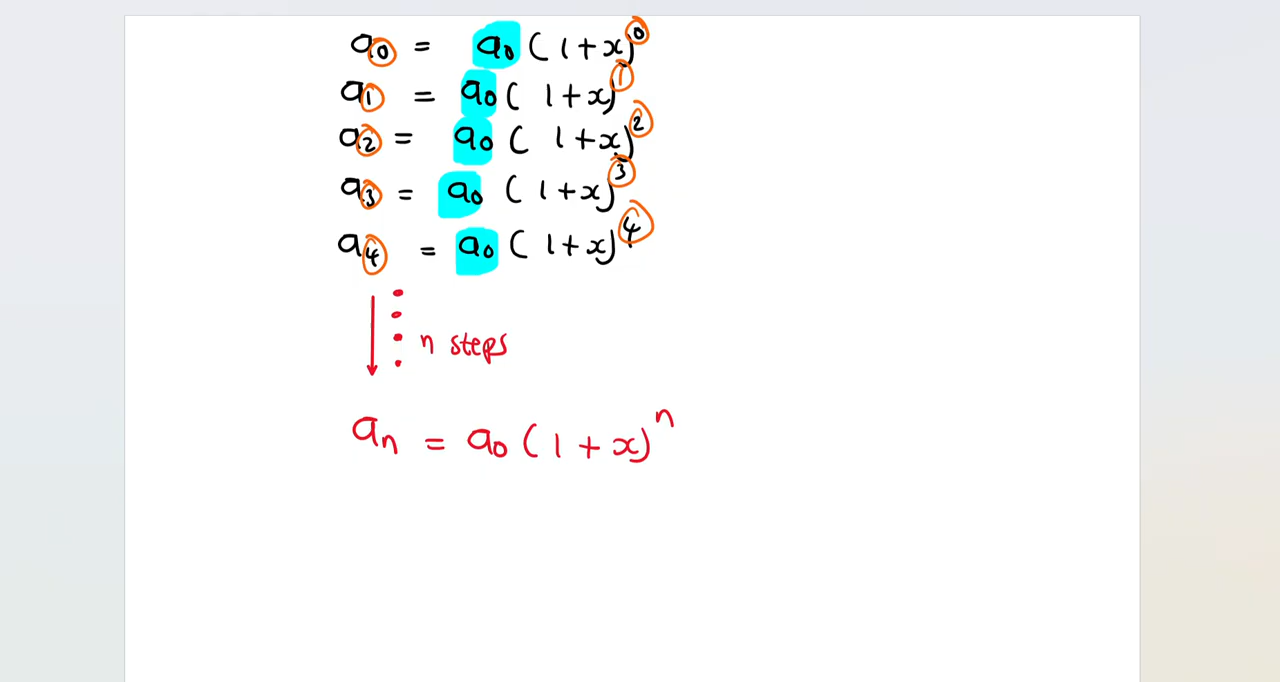 a₀ = a₀(1+x)⁰
a₁ = a₀(1+x)¹
a₂ = a₀(1+x)²
a₃ = a₀(1+x)³
a₄ = a₀(1+x)⁴
n steps
aₙ = a₀(1+x)ⁿ